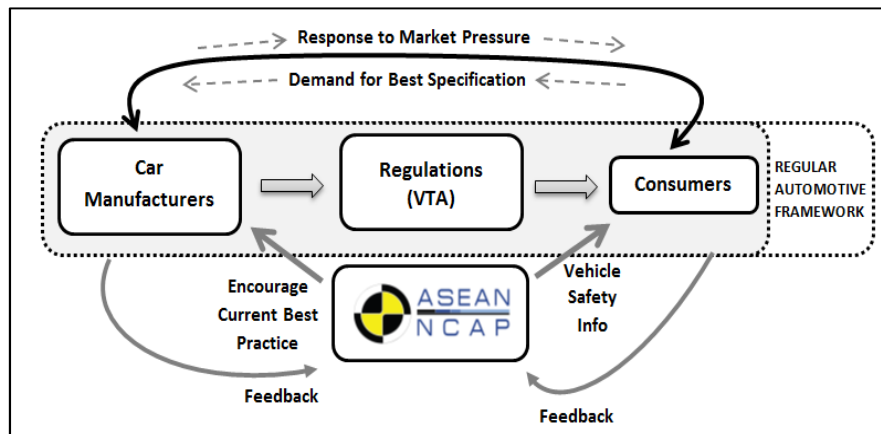 Response to Market Pressure
Demand for Best Specification
Car
Manufacturers
Regulations
(VTA)
Consumers
REGULAR
AUTOMOTIVE
FRAMEWORK
Encourage
Current Best
Practice
ASEAN
NCAP
Vehicle
Safety
Info
Feedback
Feedback